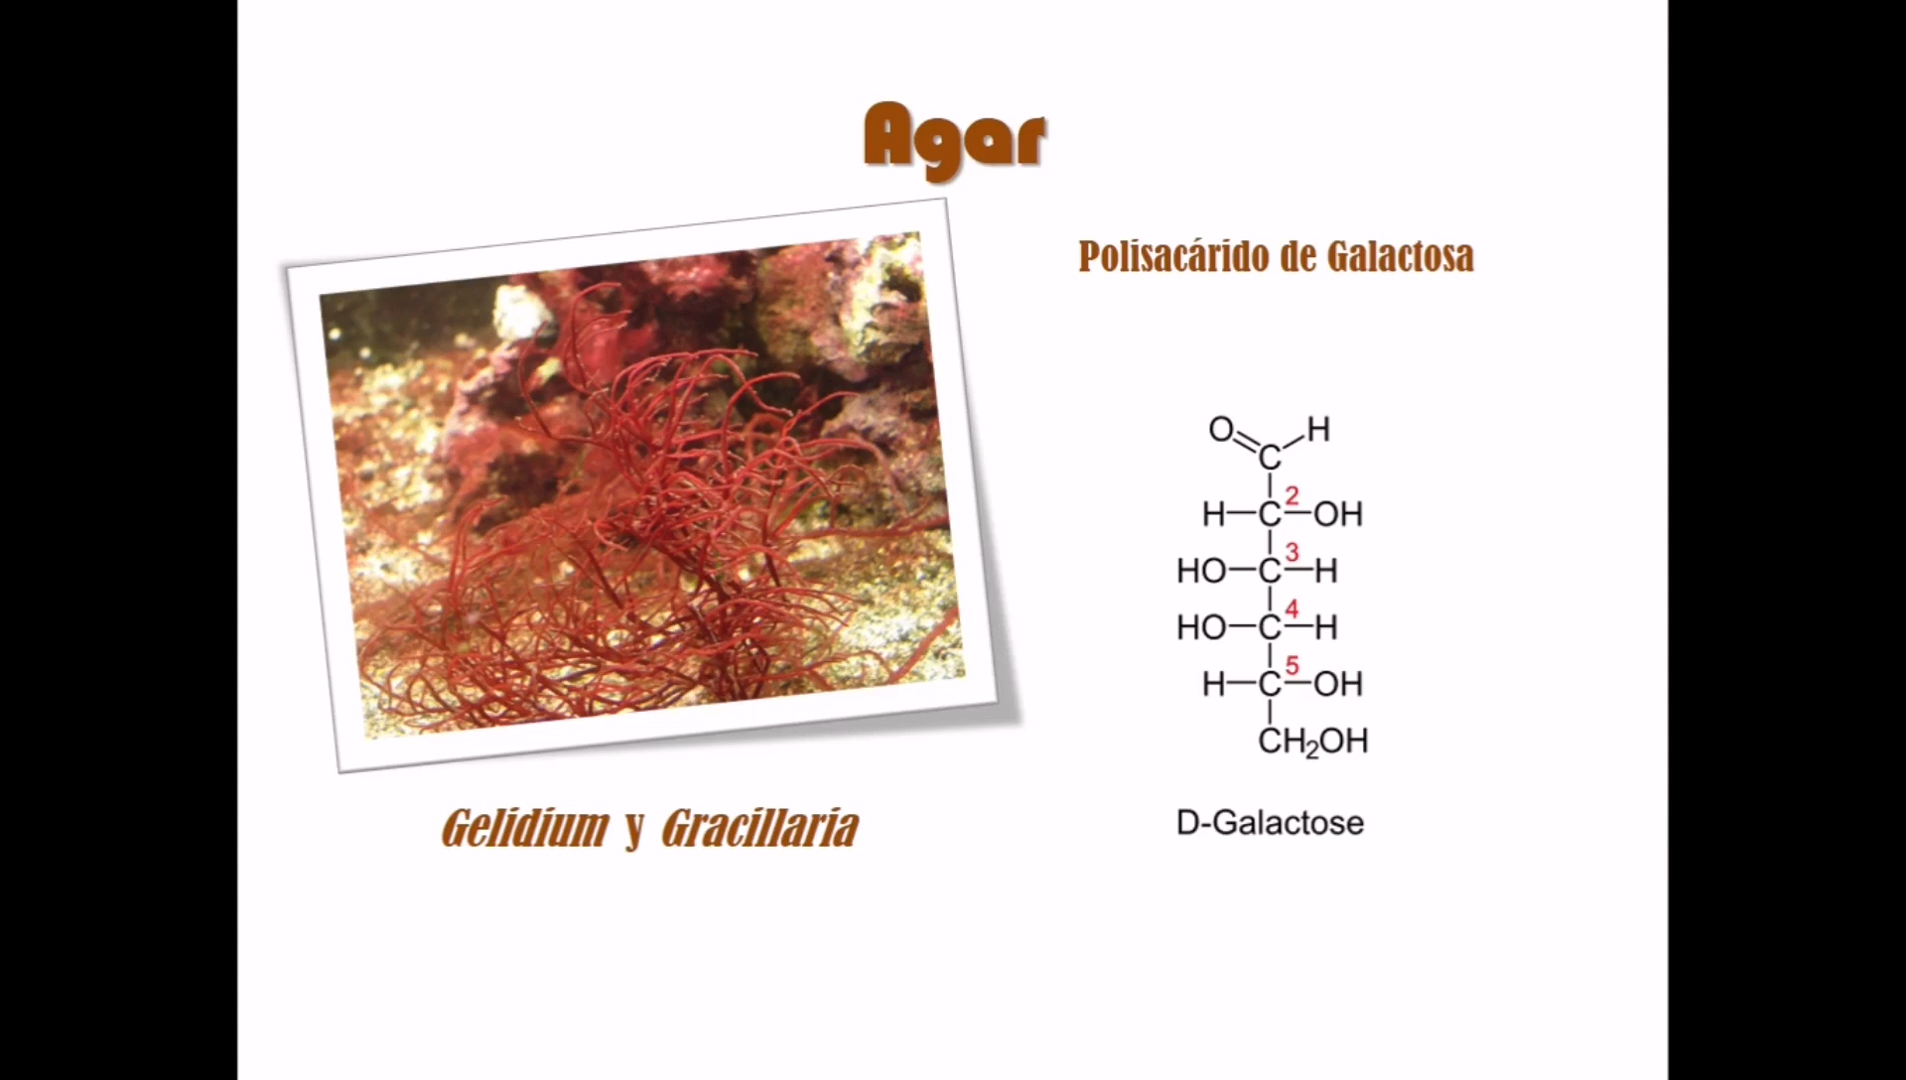 Agar
Polisacárido de Galactosa
O H
C
H C 2 OH
HO C 3 H
HO C 4 H
H C 5 OH
CH₂OH
Gelidium y Gracillaria
D-Galactose